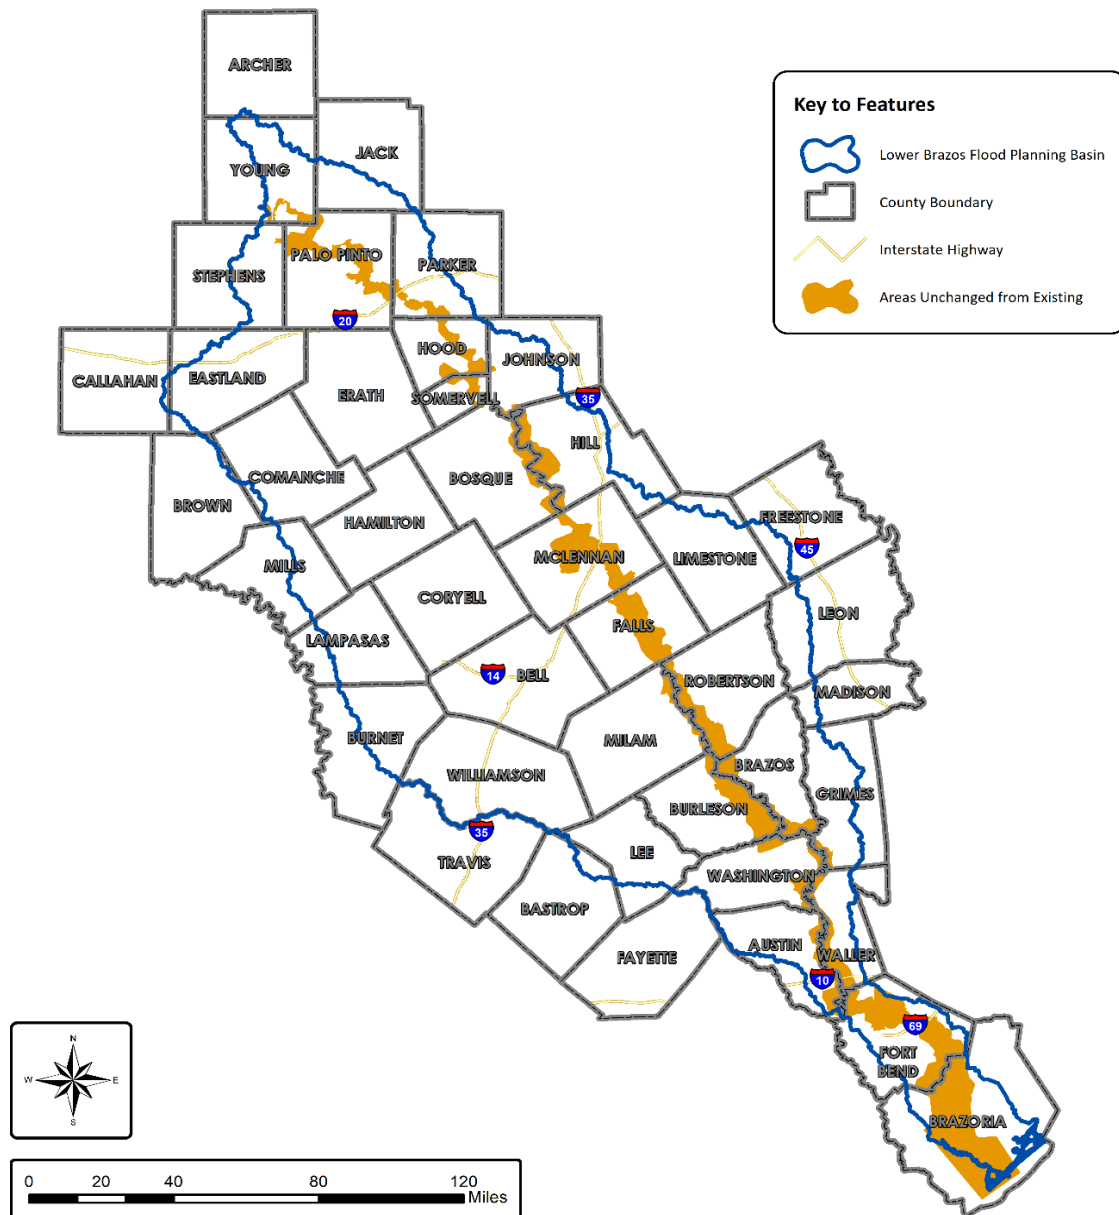 ARCHER
YOUNG
JACK
STEPHENS
PALO PINTO
PARKER
20
CALLAHAN
EASTLAND
ERATH
HOOD
SOMERVELL
JOHNSON
35
HILL
BROWN
COMANCHE
BOSQUE
HAMILTON
MILLS
MCLENNAN
LIMESTONE
FREESTONE
45
LEON
LAMPASAS
CORYELL
FALLS
14
BELL
ROBERTSON
MADISON
BURNET
WILLIAMSON
MILAM
BRAZOS
GRIMES
BURLESON
35
TRAVIS
LEE
WASHINGTON
BASTROP
FAYETTE
AUSTIN
WALLER
10
69
FORT
BEND
BRAZORIA
Key to Features
Lower Brazos Flood Planning Basin
County Boundary
Interstate Highway
Areas Unchanged from Existing
N
W
E
S
0 20 40 80 120
Miles